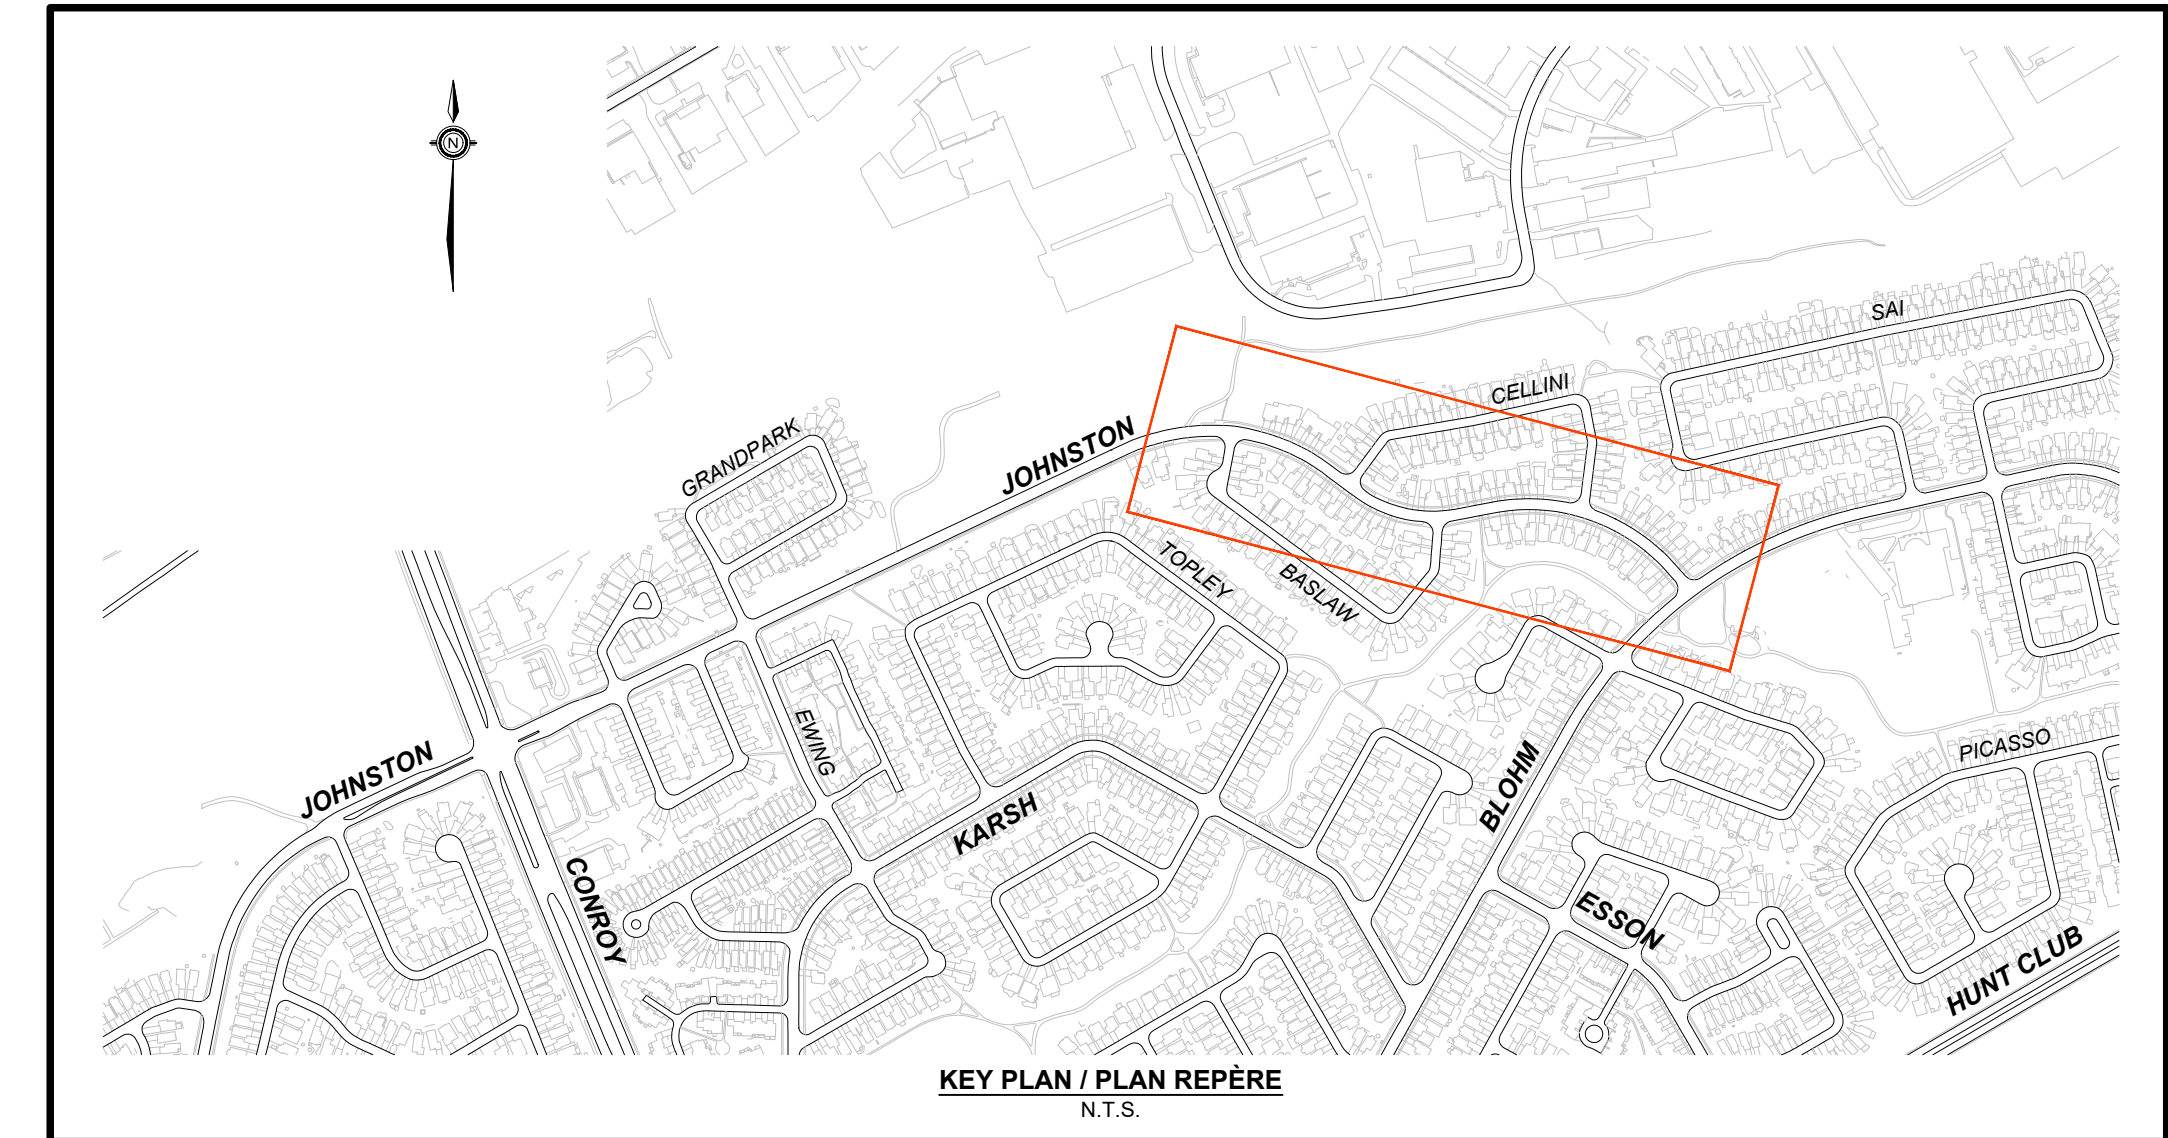 N
SAI
CELLINI
GRANDPARK
JOHNSTON
TOPLEY
BASLAW
EWING
JOHNSTON
PICASSO
BLOHM
KARSH
CONROY
ESSON
HUNT CLUB
KEY PLAN / PLAN REPÈRE
N.T.S.